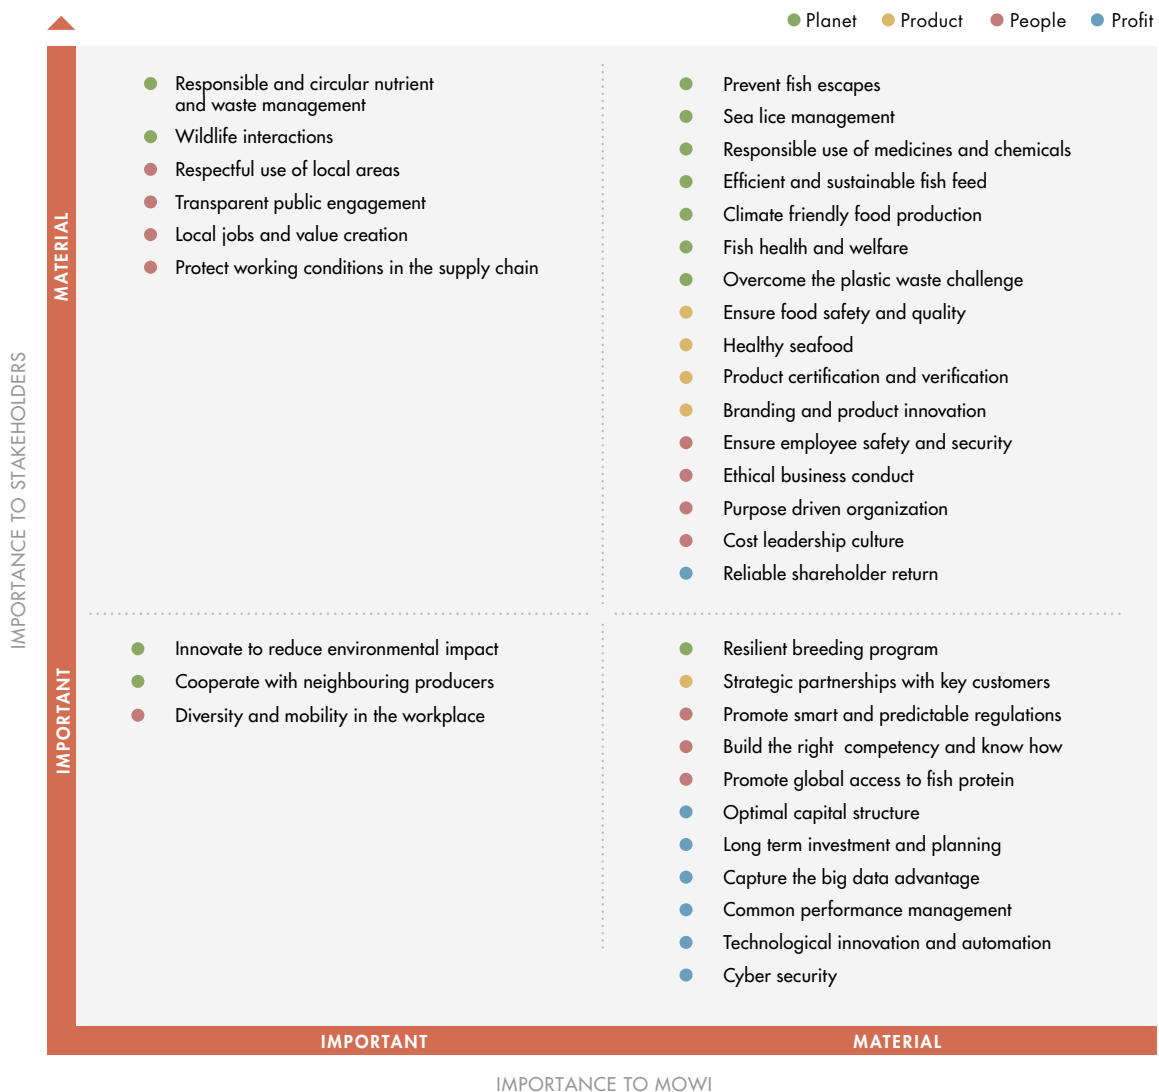 Planet
Product
People
Profit
IMPORTANCE TO STAKEHOLDERS
MATERIAL
Responsible and circular nutrient
and waste management
Wildlife interactions
Respectful use of local areas
Transparent public engagement
Local jobs and value creation
Protect working conditions in the supply chain
Prevent fish escapes
Sea lice management
Responsible use of medicines and chemicals
Efficient and sustainable fish feed
Climate friendly food production
Fish health and welfare
Overcome the plastic waste challenge
Ensure food safety and quality
Healthy seafood
Product certification and verification
Branding and product innovation
Ensure employee safety and security
Ethical business conduct
Purpose driven organization
Cost leadership culture
Reliable shareholder return
IMPORTANT
Innovate to reduce environmental impact
Cooperate with neighbouring producers
Diversity and mobility in the workplace
Resilient breeding program
Strategic partnerships with key customers
Promote smart and predictable regulations
Build the right  competency and know how
Promote global access to fish protein
Optimal capital structure
Long term investment and planning
Capture the big data advantage
Common performance management
Technological innovation and automation
Cyber security
IMPORTANT
MATERIAL
IMPORTANCE TO MOWI